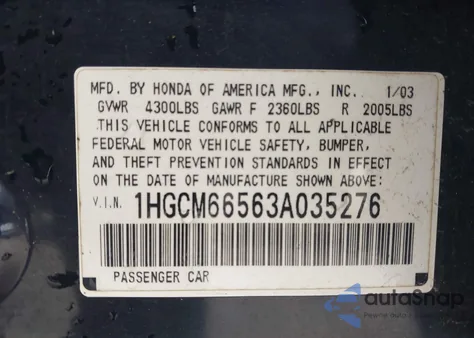 MFD. BY HONDA OF AMERICA MFG., INC. 1/03
GVWR 4300LBS GAWR F 2360LBS R 2005LBS
THIS VEHICLE CONFORMS TO ALL APPLICABLE
FEDERAL MOTOR VEHICLE SAFETY, BUMPER,
AND THEFT PREVENTION STANDARDS IN EFFECT
ON THE DATE OF MANUFACTURE SHOWN ABOVE:
V.I.N. 1HGCM66563A035276
PASSENGER CAR
autoSnap